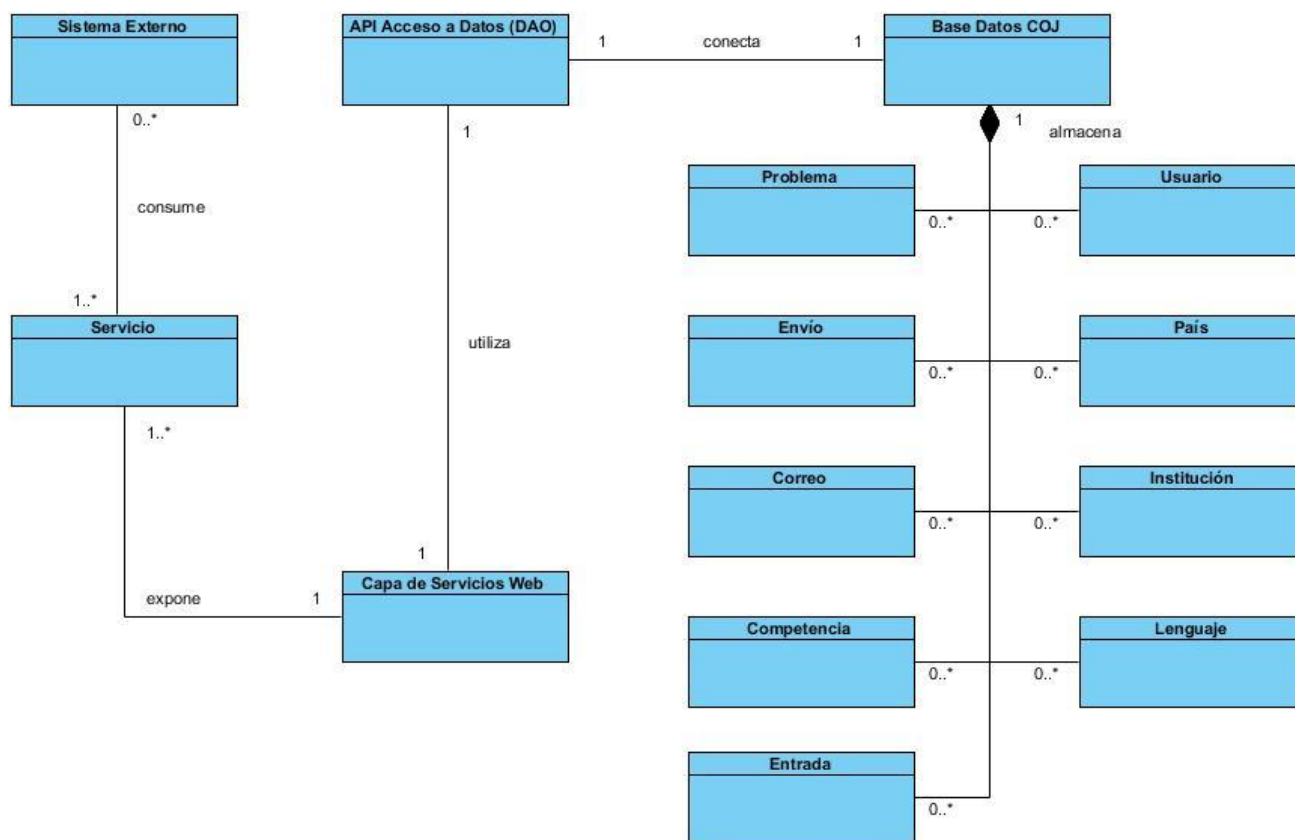 Sistema Externo
API Acceso a Datos (DAO)
Base Datos COJ
1
conecta
1
0..*
1
1
almacena
Problema
Usuario
consume
0..*
0..*
1..*
Servicio
Envío
País
utiliza
0..*
0..*
1..*
Correo
Institución
0..*
0..*
1
Capa de Servicios Web
expone
1
Competencia
Lenguaje
0..*
0..*
Entrada
0..*